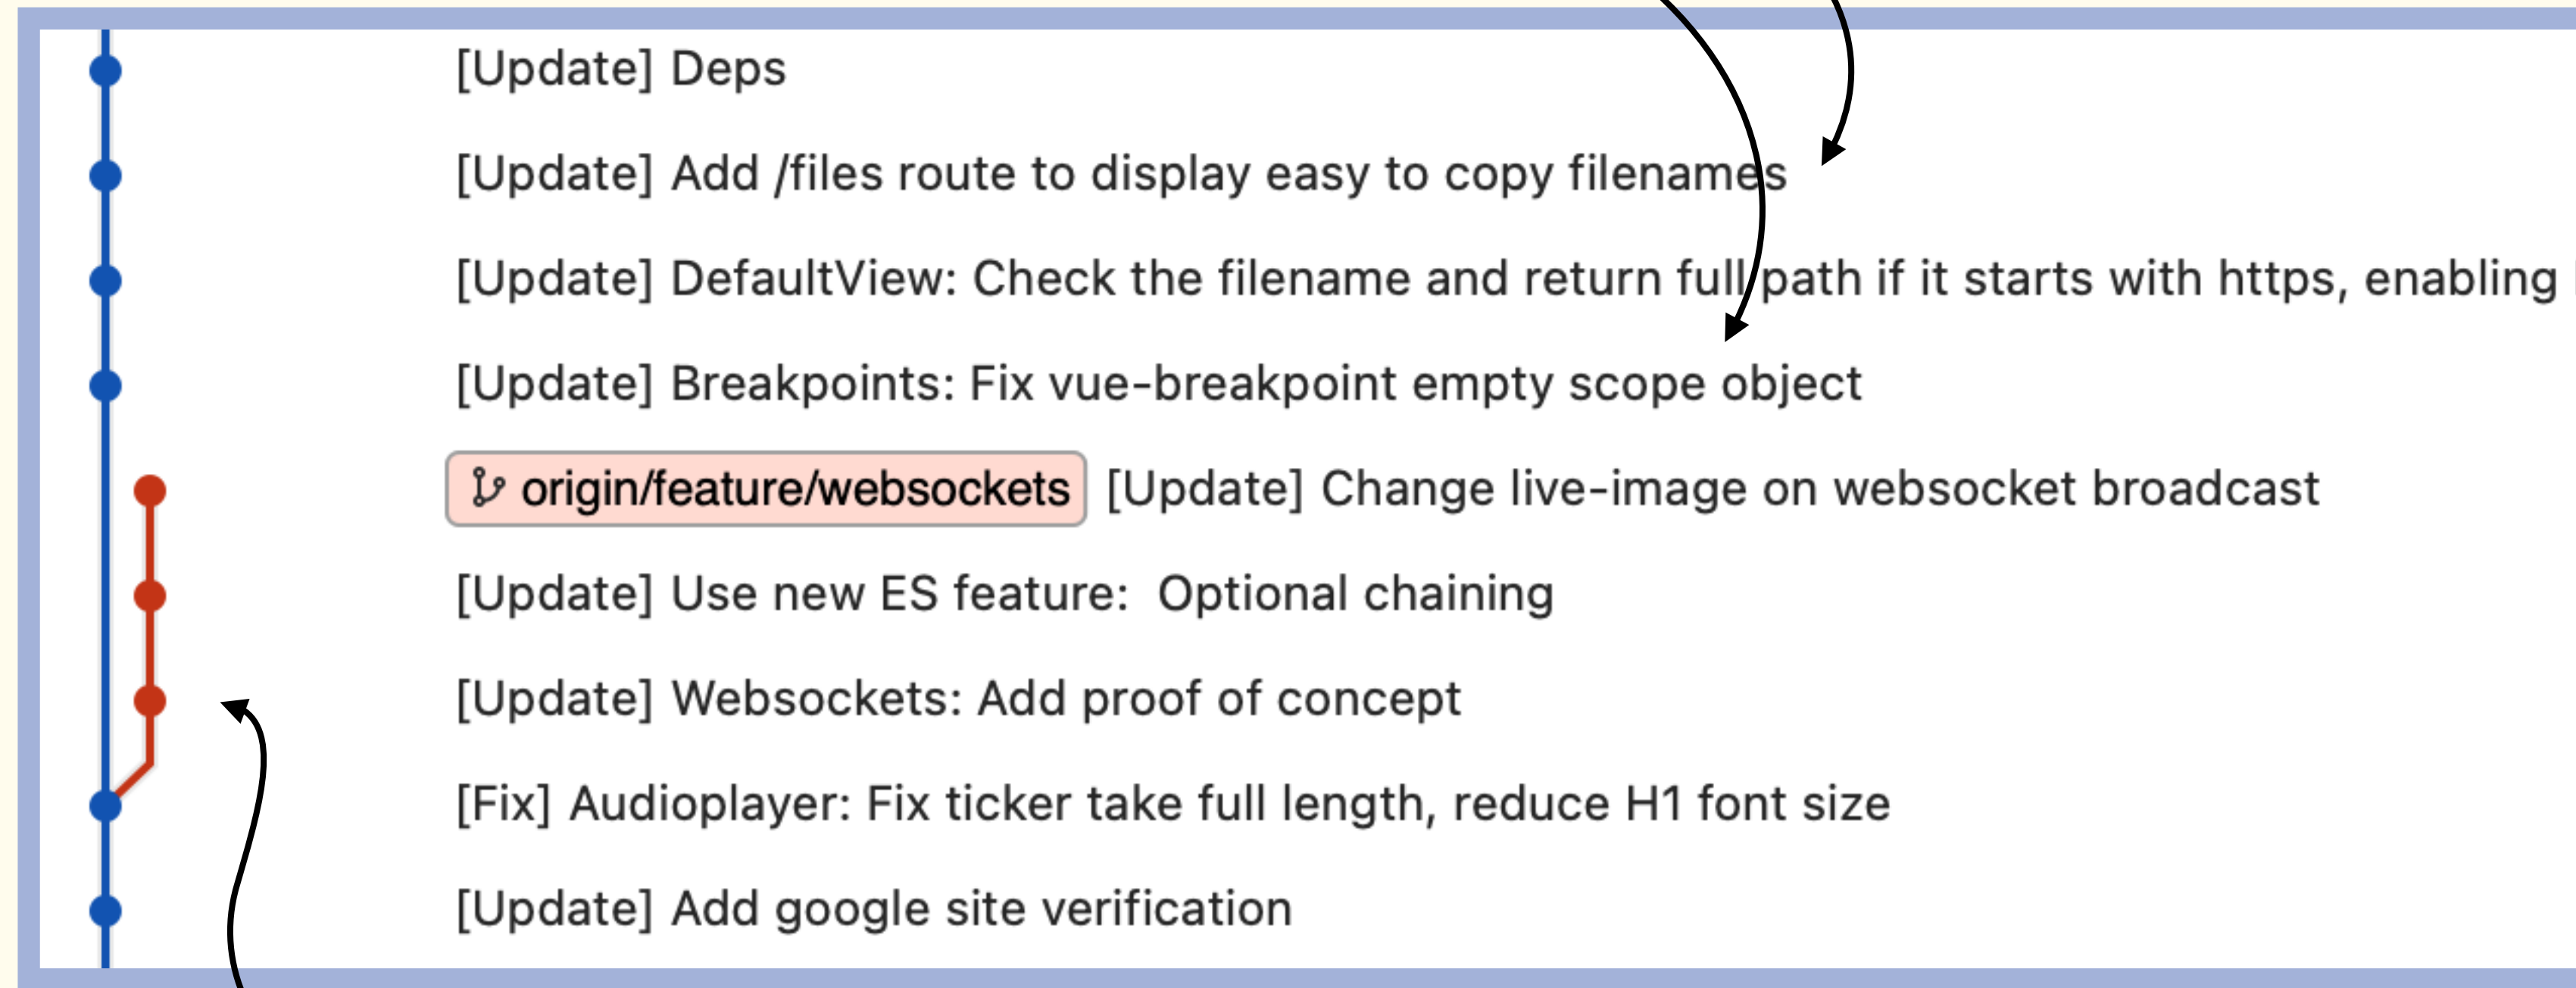 [Update] Deps
[Update] Add /files route to display easy to copy filenames
[Update] DefaultView: Check the filename and return full path if it starts with https, enabling
[Update] Breakpoints: Fix vue-breakpoint empty scope object
origin/feature/websockets [Update] Change live-image on websocket broadcast
[Update] Use new ES feature:  Optional chaining
[Update] Websockets: Add proof of concept
[Fix] Audioplayer: Fix ticker take full length, reduce H1 font size
[Update] Add google site verification